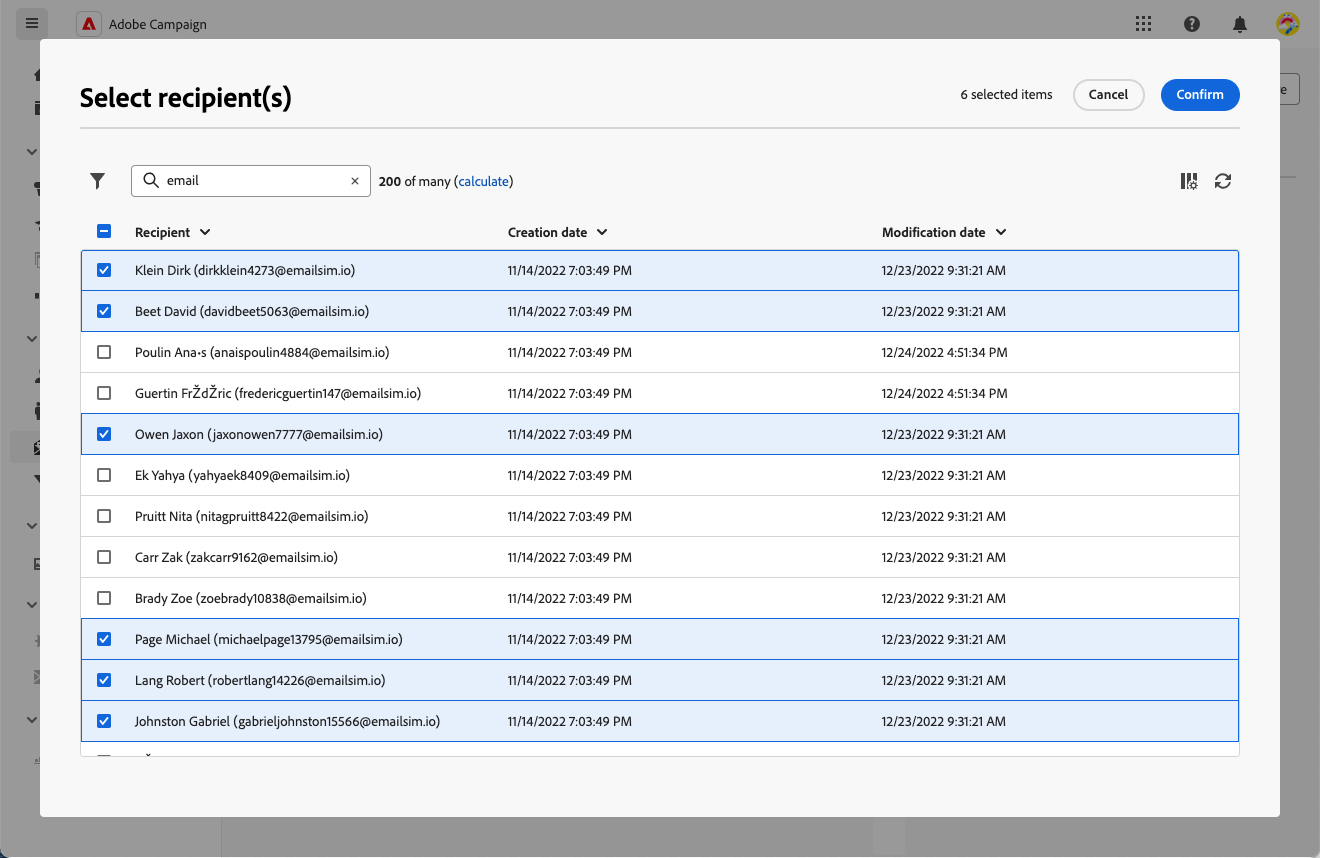 Adobe Campaign
Select recipient(s)
6 selected items Cancel Confirm
e
email 200 of many (calculate)
Recipient Creation date Modification date
Klein Dirk (dirkklein4273@emailsim.io) 11/14/2022 7:03:49 PM 12/23/2022 9:31:21 AM
Beet David (davidbeet5063@emailsim.io) 11/14/2022 7:03:49 PM 12/23/2022 9:31:21 AM
Poulin Ana•s (anaispoulin4884@emailsim.io) 11/14/2022 7:03:49 PM 12/24/2022 4:51:34 PM
Guertin FrŽdŽric (fredericguertin147@emailsim.io) 11/14/2022 7:03:49 PM 12/24/2022 4:51:34 PM
Owen Jaxon (jaxonowen7777@emailsim.io) 11/14/2022 7:03:49 PM 12/23/2022 9:31:21 AM
Ek Yahya (yahyaek8409@emailsim.io) 11/14/2022 7:03:49 PM 12/23/2022 9:31:21 AM
Pruitt Nita (nitagpruitt8422@emailsim.io) 11/14/2022 7:03:49 PM 12/23/2022 9:31:21 AM
Carr Zak (zakcarr9162@emailsim.io) 11/14/2022 7:03:49 PM 12/23/2022 9:31:21 AM
Brady Zoe (zoebrady10838@emailsim.io) 11/14/2022 7:03:49 PM 12/23/2022 9:31:21 AM
Page Michael (michaelpage13795@emailsim.io) 11/14/2022 7:03:49 PM 12/23/2022 9:31:21 AM
Lang Robert (robertlang14226@emailsim.io) 11/14/2022 7:03:49 PM 12/23/2022 9:31:21 AM
Johnston Gabriel (gabrieljohnston15566@emailsim.io) 11/14/2022 7:03:49 PM 12/23/2022 9:31:21 AM